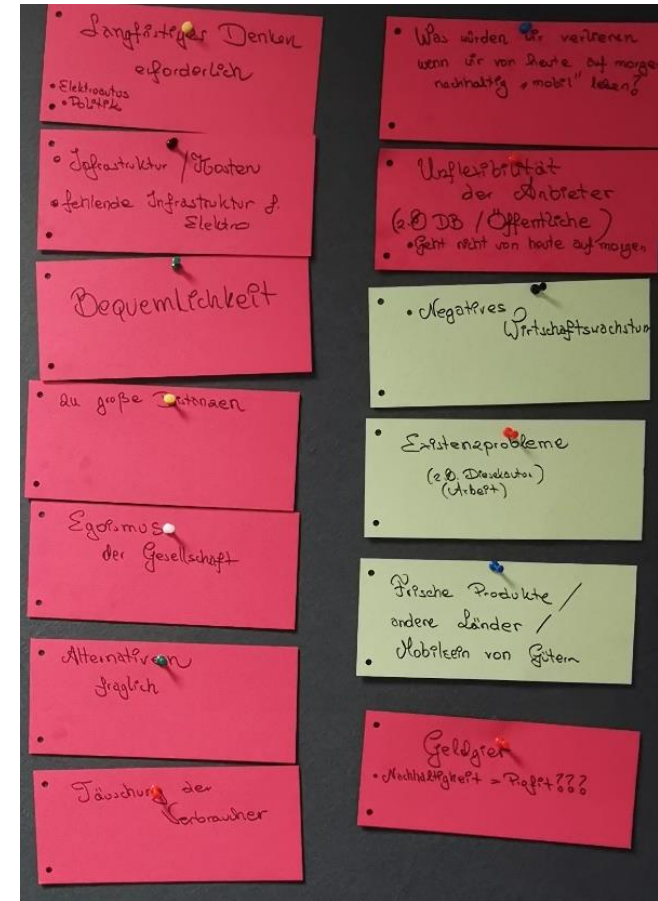 Langfristiges Denken
erforderlich
• Elektroautos
• Politik
• Infrastruktur / Kosten
• fehlende Infrastruktur f.
Elektro
Bequemlichkeit
zu große Distanzen
Egoismus
der Gesellschaft
Alternativen
fraglich
Täuschung der
Verbraucher
Was würden wir verlieren
wenn wir von heute auf morgen
nachhaltig "mobil" leben?
Unflexibilität
der Anbieter
(z.B DB / Öffentliche)
• Geht nicht von heute auf morgen
• Negatives
Wirtschaftswachstum
Existenzprobleme
(z.B. Dieselautos)
(Arbeit)
Frische Produkte /
andere Länder /
Mobilsein von Gütern
Geldgier
• Nachhaltigkeit = Profit???